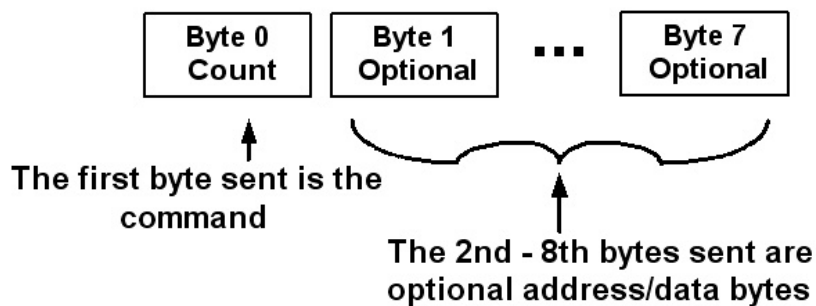 Byte 0
Count
Byte 1
Optional
...
Byte 7
Optional
The first byte sent is the
command
The 2nd - 8th bytes sent are
optional address/data bytes